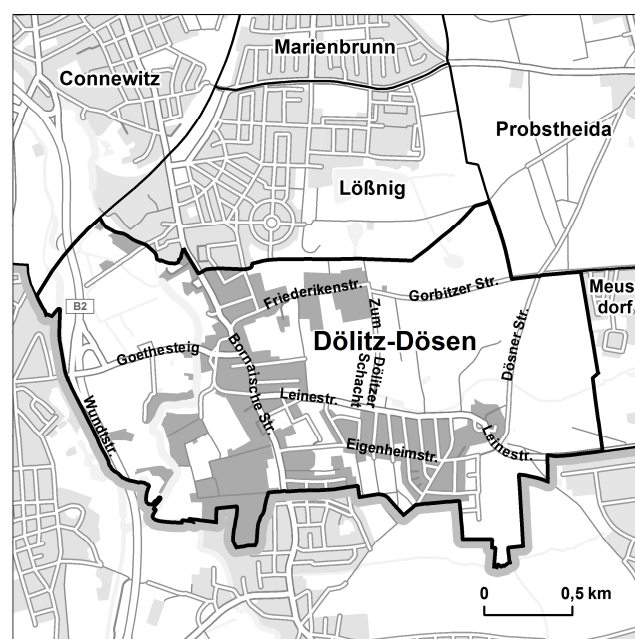 Marienbrunn
Connewitz
Probstheida
Lößnig
Meus
dorf
B2
Friederikenstr.
Gorbitzer Str.
Zum Dölitzer
Schacht
Dölitz-Dösen
Goethesteig
Bornaische Str.
Dösner Str.
Leinestr.
Wundtstr.
Eigenheimstr.
Leinestr.
0 0,5 km